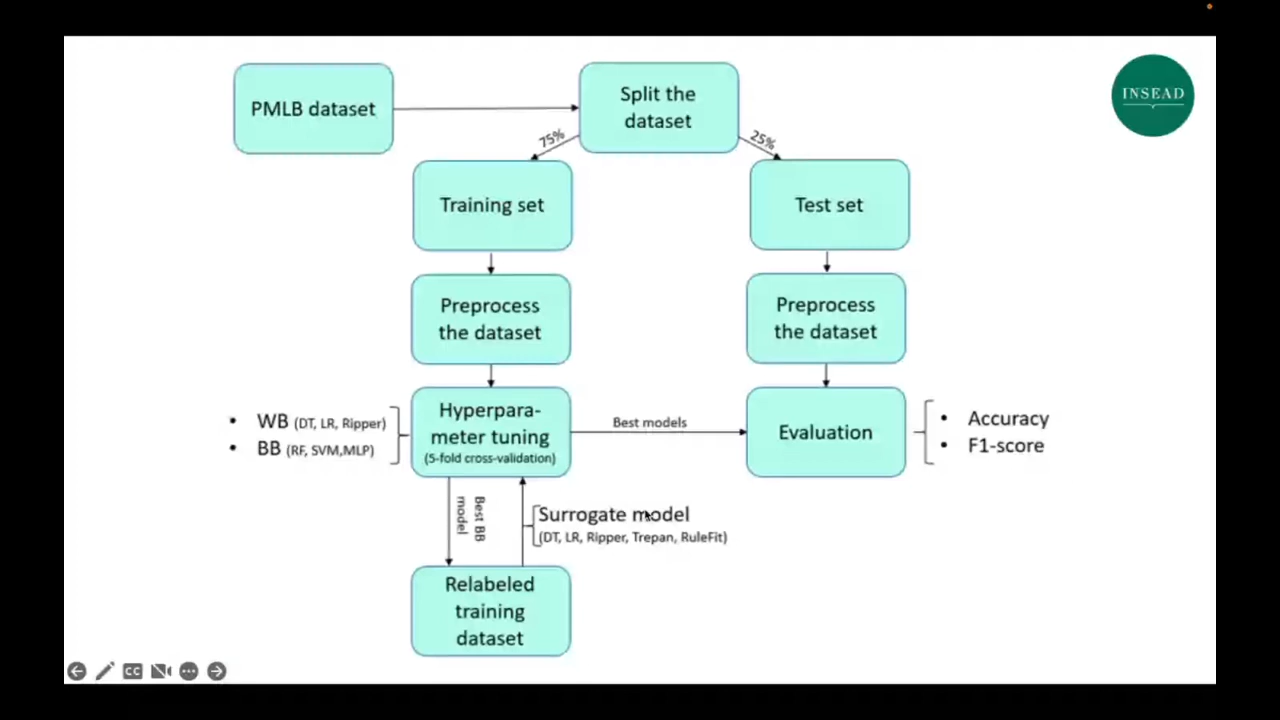 PMLB dataset
Split the
dataset
INSEAD
75%
25%
Training set
Test set
Preprocess
the dataset
Preprocess
the dataset
• WB (DT, LR, Ripper)
• BB (RF, SVM,MLP)
Hyperpara-
meter tuning
(5-fold cross-validation)
Best models
Evaluation
• Accuracy
• F1-score
Best BB
model
Surrogate model
(DT, LR, Ripper, Trepan, RuleFit)
Relabeled
training
dataset
CC